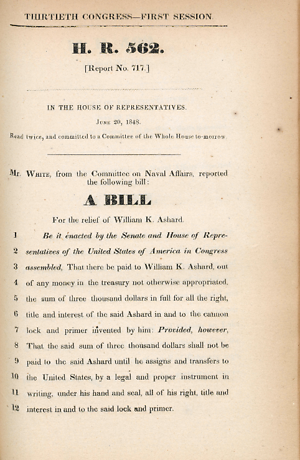 THIRTIETH CONGRESS—FIRST SESSION.
H. R. 562.
[Report No. 717.]
IN THE HOUSE OF REPRESENTATIVES.
June 20, 1848.
Read twice, and committed to a Committee of the Whole House to-morrow.
Mr. White, from the Committee on Naval Affairs, reported
the following bill:
A BILL
For the relief of William K. Ashard.
1 Be it enacted by the Senate and House of Repre-
2 sentatives of the United States of America in Congress
3 assembled, That there be paid to William K. Ashard, out
4 of any money in the treasury not otherwise appropriated,
5 the sum of three thousand dollars in full for all the right,
6 title and interest of the said Ashard in and to the cannon
7 lock and primer invented by him: Provided, however,
8 That the said sum of three thousand dollars shall not be
9 paid to the said Ashard until he assigns and transfers to
10 the United States, by a legal and proper instrument in
11 writing, under his hand and seal, all of his right, title and
12 interest in and to the said lock and primer.